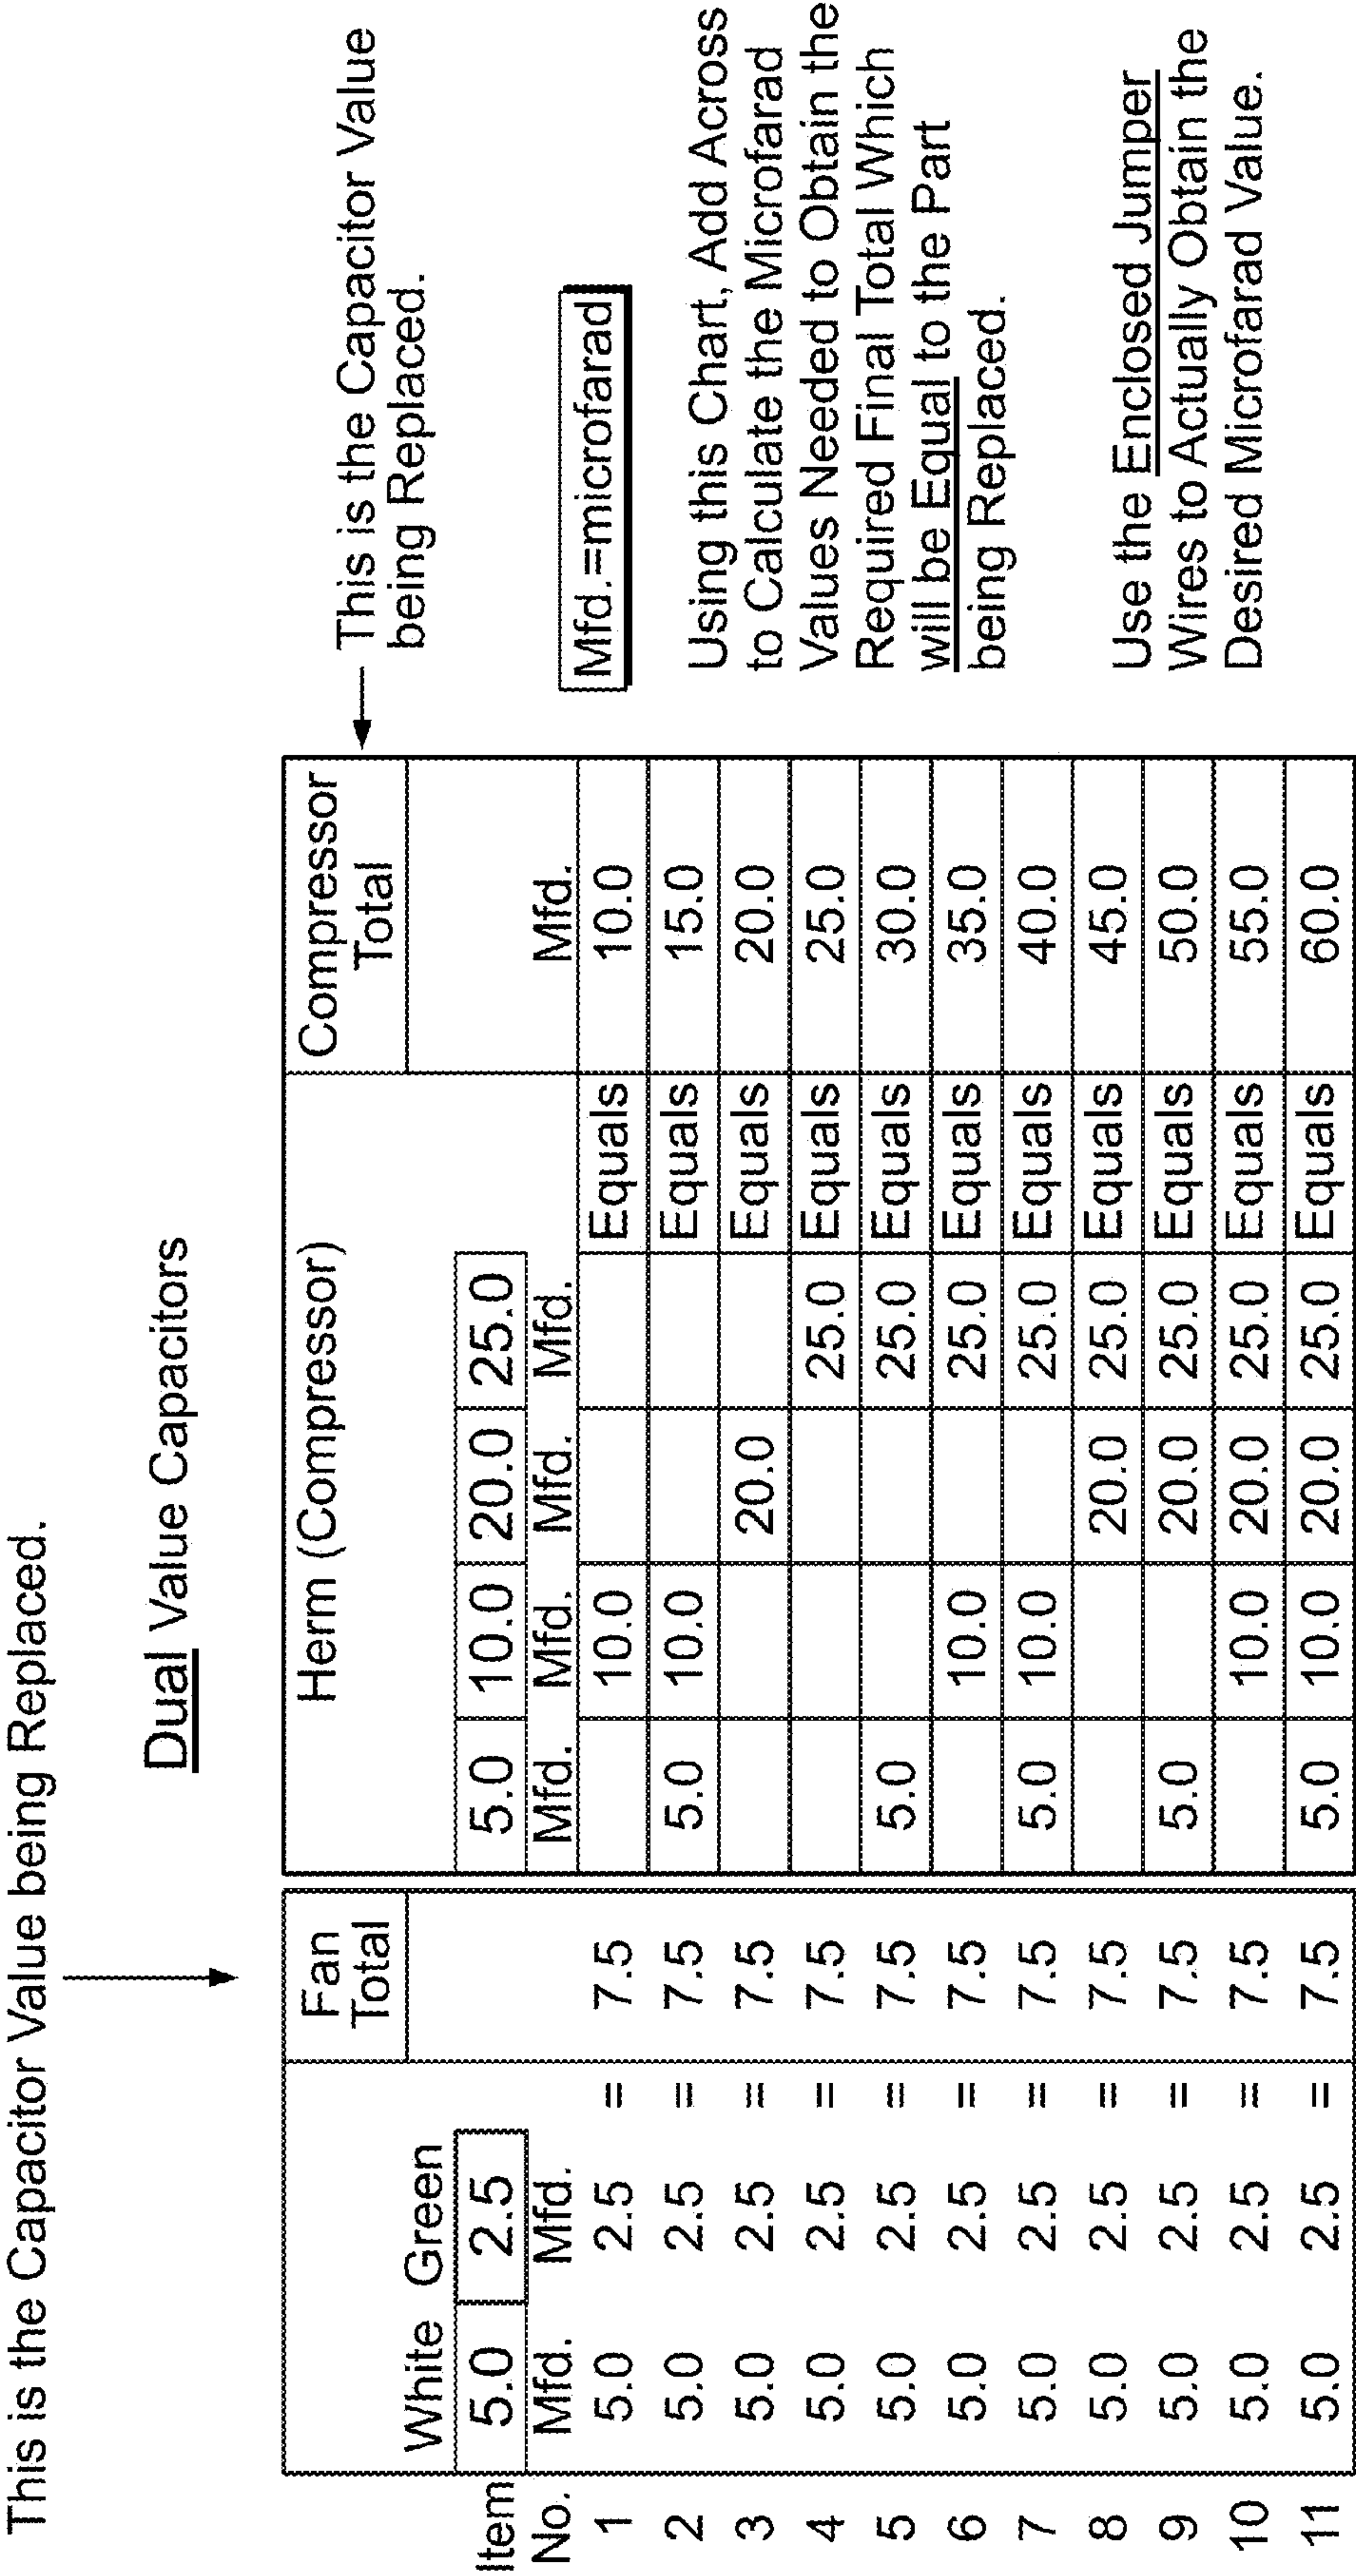 This is the Capacitor Value being Replaced.
Dual Value Capacitors
Fan Total
Herm (Compressor)
Compressor Total
This is the Capacitor Value
being Replaced.
White Green
Item 5.0 2.5 5.0 10.0 20.0 25.0
No. Mfd. Mfd. Mfd. Mfd. Mfd. Mfd. Mfd.
1 5.0 2.5 = 7.5 10.0 Equals 10.0
2 5.0 2.5 = 7.5 5.0 10.0 Equals 15.0
3 5.0 2.5 = 7.5 20.0 Equals 20.0
4 5.0 2.5 = 7.5 25.0 Equals 25.0
5 5.0 2.5 = 7.5 5.0 25.0 Equals 30.0
6 5.0 2.5 = 7.5 10.0 25.0 Equals 35.0
7 5.0 2.5 = 7.5 5.0 10.0 25.0 Equals 40.0
8 5.0 2.5 = 7.5 20.0 25.0 Equals 45.0
9 5.0 2.5 = 7.5 5.0 20.0 25.0 Equals 50.0
10 5.0 2.5 = 7.5 10.0 20.0 25.0 Equals 55.0
11 5.0 2.5 = 7.5 5.0 10.0 20.0 25.0 Equals 60.0
Mfd.=microfarad
Using this Chart, Add Across
to Calculate the Microfarad
Values Needed to Obtain the
Required Final Total Which
will be Equal to the Part
being Replaced.
Use the Enclosed Jumper
Wires to Actually Obtain the
Desired Microfarad Value.